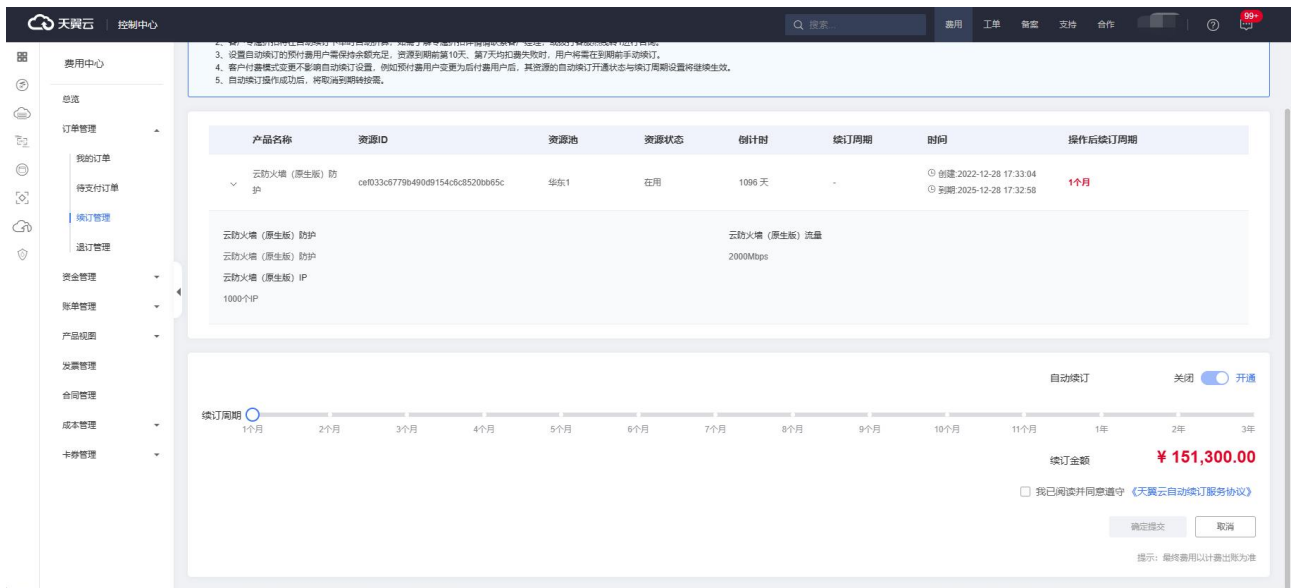 天翼云 控制中心
搜索...
费用 工单 备案 支持 合作 99+
费用中心
总览
订单管理
我的订单
待支付订单
续订管理
退订管理
资金管理
账单管理
产品视图
发票管理
合同管理
成本管理
卡券管理
3、设置自动续订的预付费用户需保持余额充足，资源到期前第10天、第7天均扣费失败时，用户将需在到期前手动续订。
4、客户付费模式变更不影响自动续订设置，例如预付费用户变更为后付费用户后，其资源的自动续订开通状态与续订周期设置将继续生效。
5、自动续订操作成功后，将取消到期转按需。
产品名称 资源ID 资源池 资源状态 倒计时 续订周期 时间 操作后续订周期
云防火墙（原生版）防
护
cef033c6779b490d9154c6c8520bb65c 华东1 在用 1096 天 -
创建:2022-12-28 17:33:04
到期:2025-12-28 17:32:58
1个月
云防火墙（原生版）防护 云防火墙（原生版）流量
云防火墙（原生版）防护 2000Mbps
云防火墙（原生版）IP
1000个IP
自动续订 关闭 开通
续订周期
1个月 2个月 3个月 4个月 5个月 6个月 7个月 8个月 9个月 10个月 11个月 1年 2年 3年
续订金额 ¥ 151,300.00
我已阅读并同意遵守 《天翼云自动续订服务协议》
确定提交 取消
提示：最终费用以计费出账为准